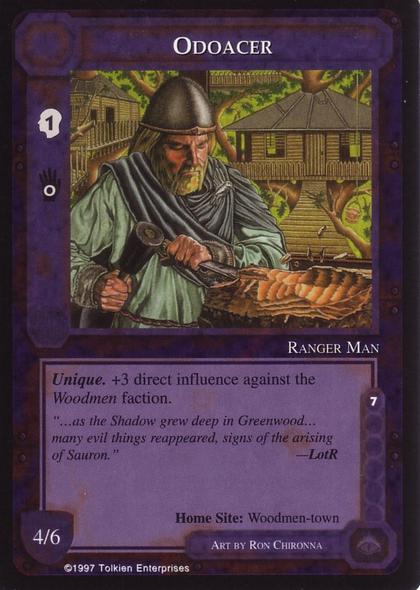 ODOACER
1
0
RANGER MAN
Unique. +3 direct influence against the
Woodmen faction.
7
“…as the Shadow grew deep in Greenwood…
many evil things reappeared, signs of the arising
of Sauron.” —LotR
Home Site: Woodmen-town
4/6
ART BY RON CHIRONNA
©1997 Tolkien Enterprises